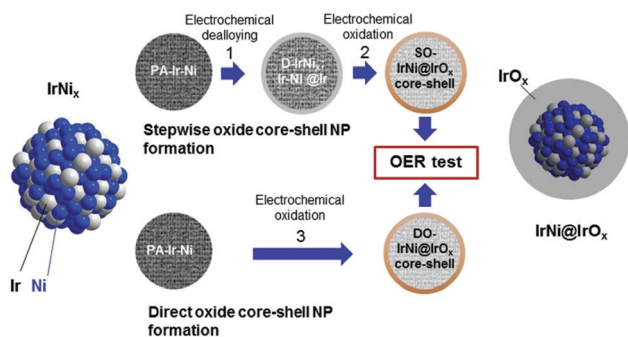 IrNiₓ
Ir Ni
Electrochemical
dealloying
1
Electrochemical
oxidation
2
PA-Ir-Ni
D-IrNiₓ:
Ir-Ni @Ir
SO-
IrNi@IrOₓ
core-shell
Stepwise oxide core-shell NP
formation
OER test
Electrochemical
oxidation
3
PA-Ir-Ni
DO-
IrNi@IrOₓ
core-shell
Direct oxide core-shell NP
formation
IrOₓ
IrNi@IrOₓ